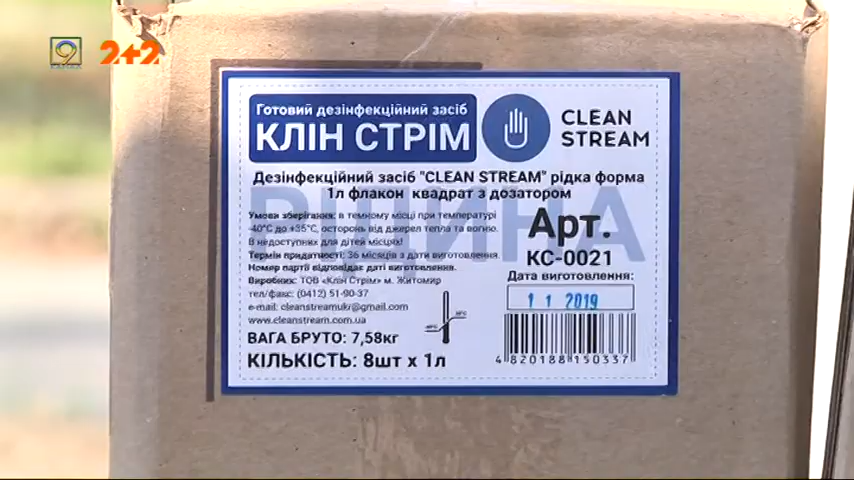 9
2+2
Готовий дезінфекційний засіб
КЛІН СТРІМ
CLEAN
STREAM
Дезінфекційний засіб "CLEAN STREAM" рідка форма
1л флакон квадрат з дозатором
РІДИНА
Умови зберігання: в темному місці при температурі
-40°C до +35°C, осторонь від джерел тепла та вогню.
В недоступних для дітей місцях!
Термін придатності: 36 місяців з дати виготовлення.
Номер партії відповідає даті виготовлення.
Виробник: ТОВ «Клін Стрім» м. Житомир
тел/факс: (0412) 51-90-37
e-mail: cleanstreamukr@gmail.com
www.cleanstream.com.ua
ВАГА БРУТО: 7,58кг
КІЛЬКІСТЬ: 8шт x 1л
Арт.
КС-0021
Дата виготовлення:
1 1 2019
4 820188 150337